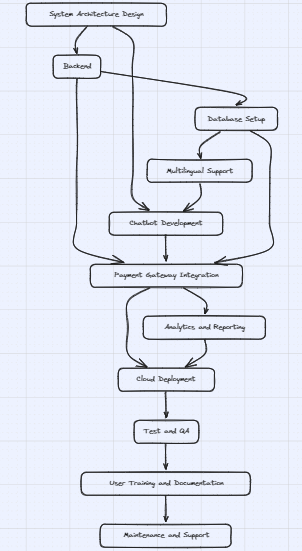 System Architecture Design
Backend
Database Setup
Multilingual Support
Chatbot Development
Payment Gateway Integration
Analytics and Reporting
Cloud Deployment
Test and QA
User Training and Documentation
Maintenance and Support